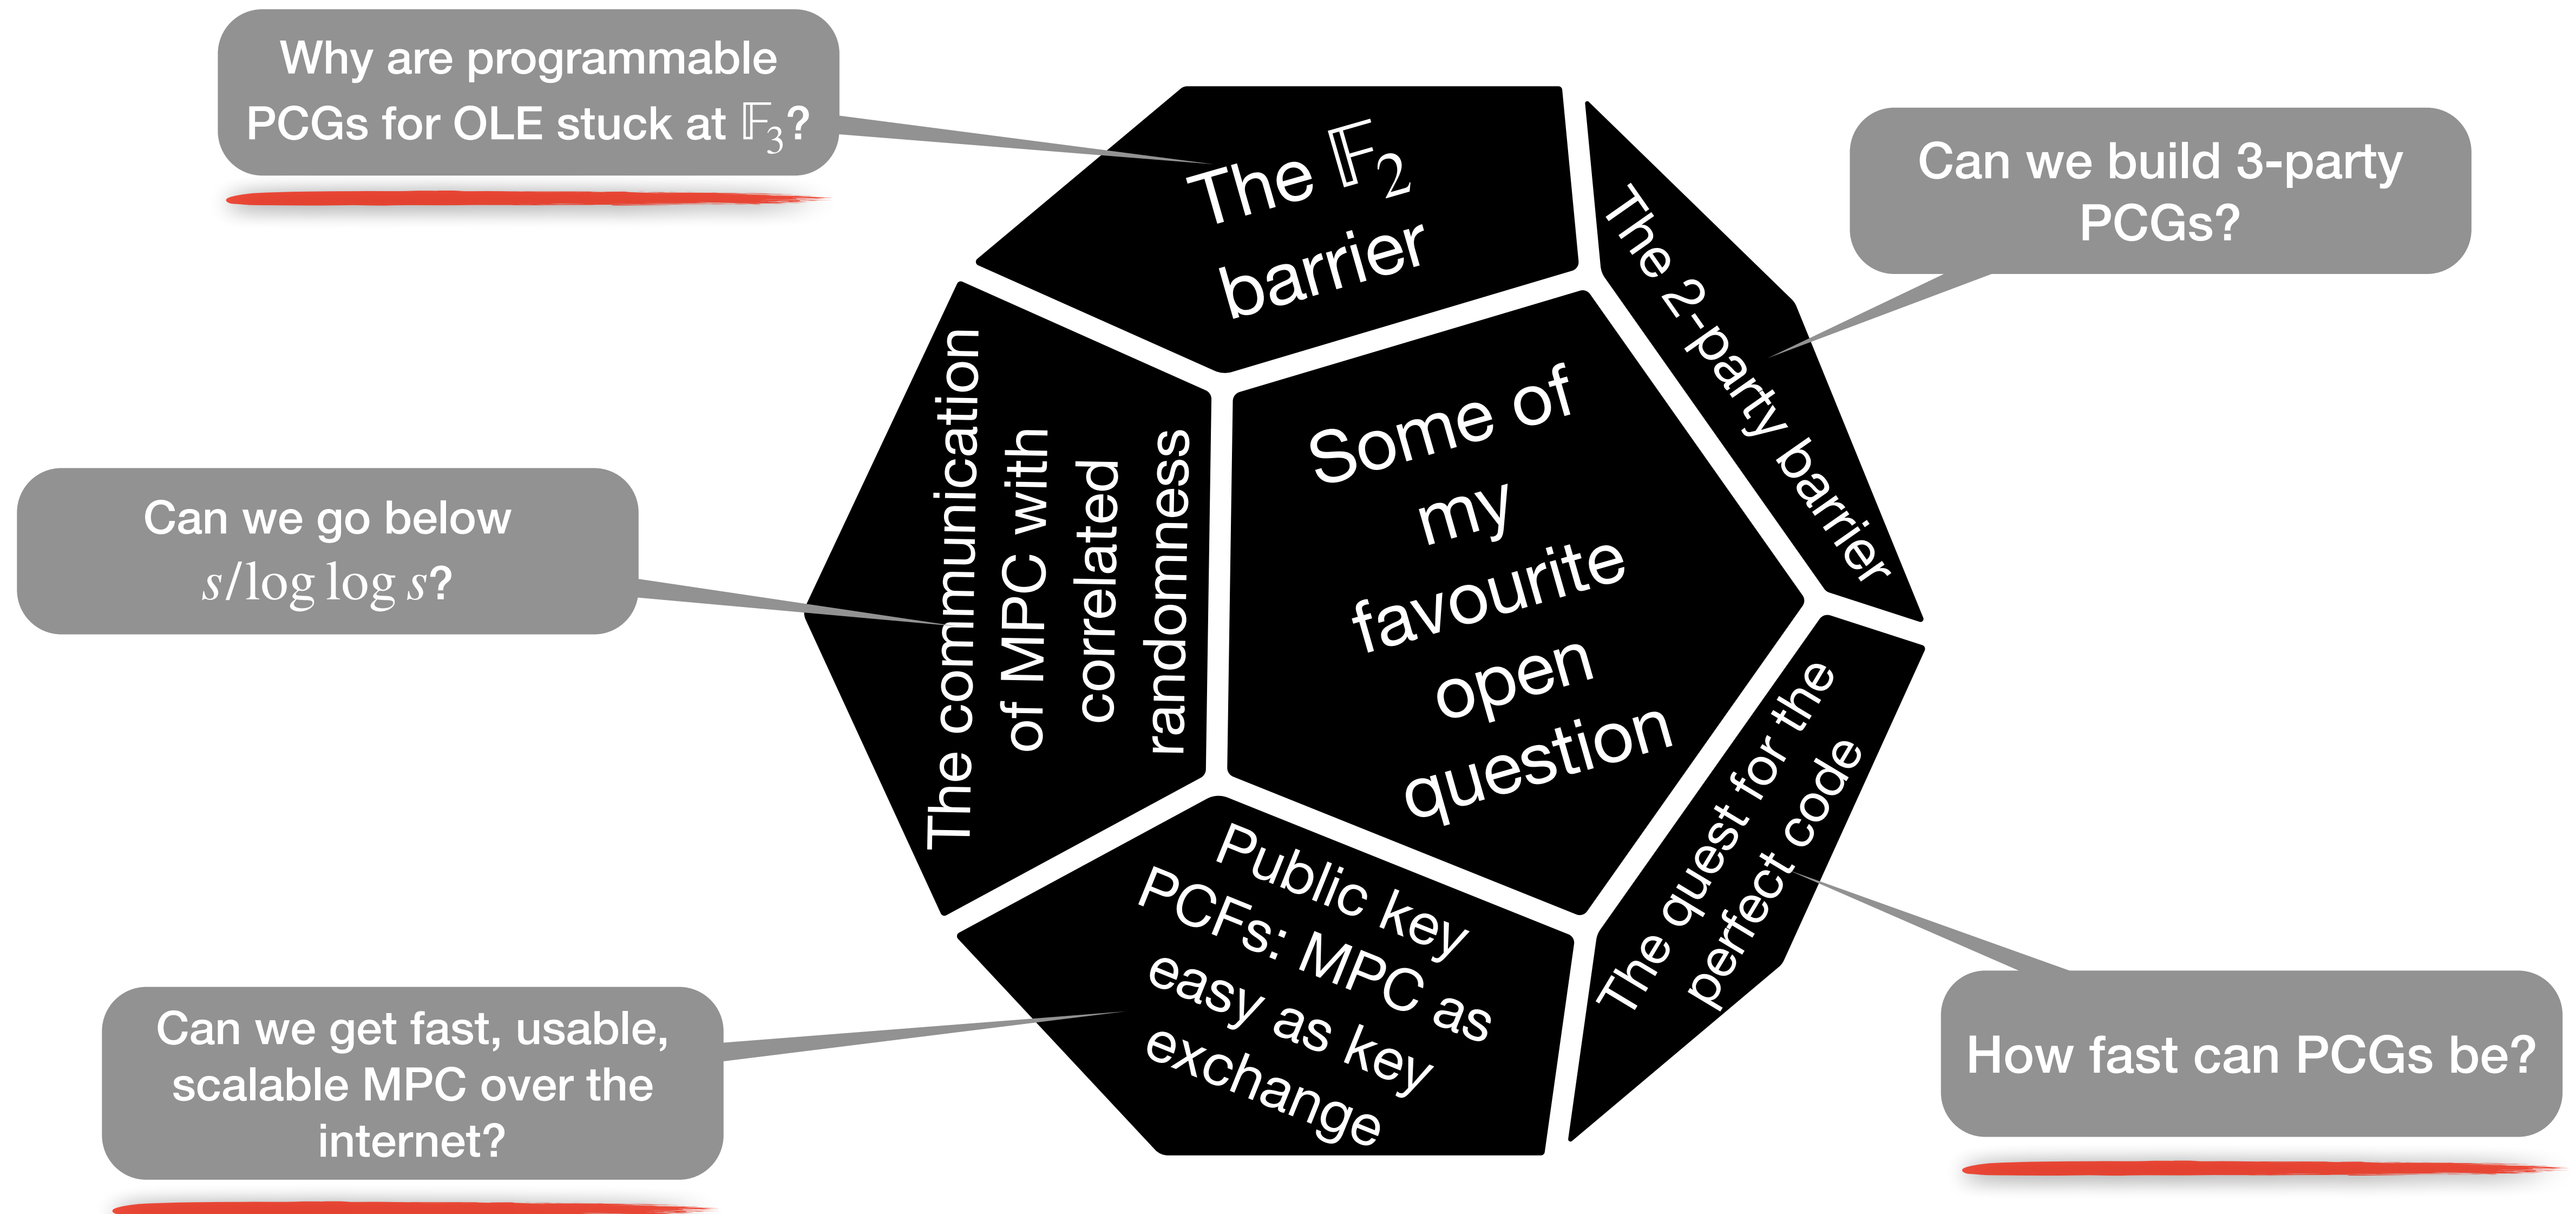 Why are programmable
PCGs for OLE stuck at 𝔽₃?
The 𝔽₂
barrier
Can we build 3-party
PCGs?
The 2-party barrier
Some of
my
favourite
open
question
Can we go below
s/log log s?
The communication
of MPC with
correlated
randomness
Can we get fast, usable,
scalable MPC over the
internet?
Public key
PCFs: MPC as
easy as key
exchange
The quest for the
perfect code
How fast can PCGs be?